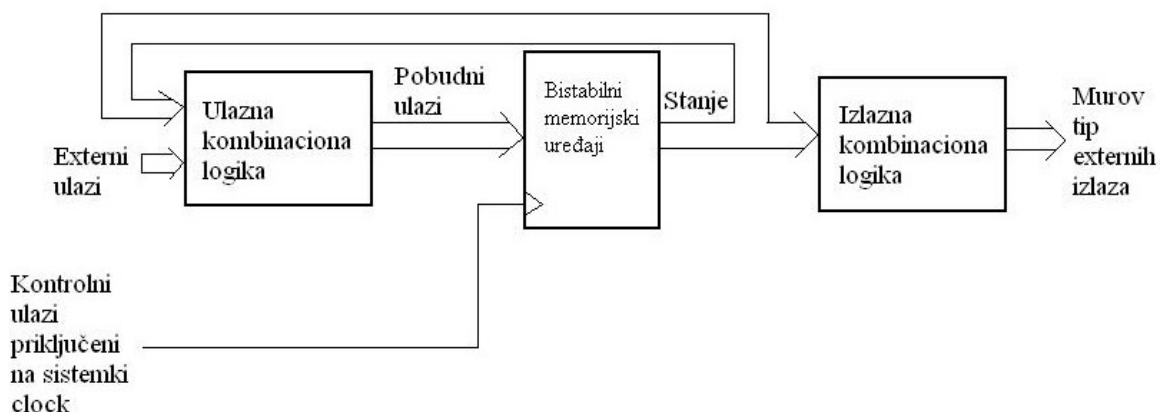 Externi
ulazi
Ulazna
kombinaciona
logika
Pobudni
ulazi
Bistabilni
memorijski
uređaji
Stanje
Izlazna
kombinaciona
logika
Murov
tip
externih
izlaza
Kontrolni
ulazi
priključeni
na sistemki
clock